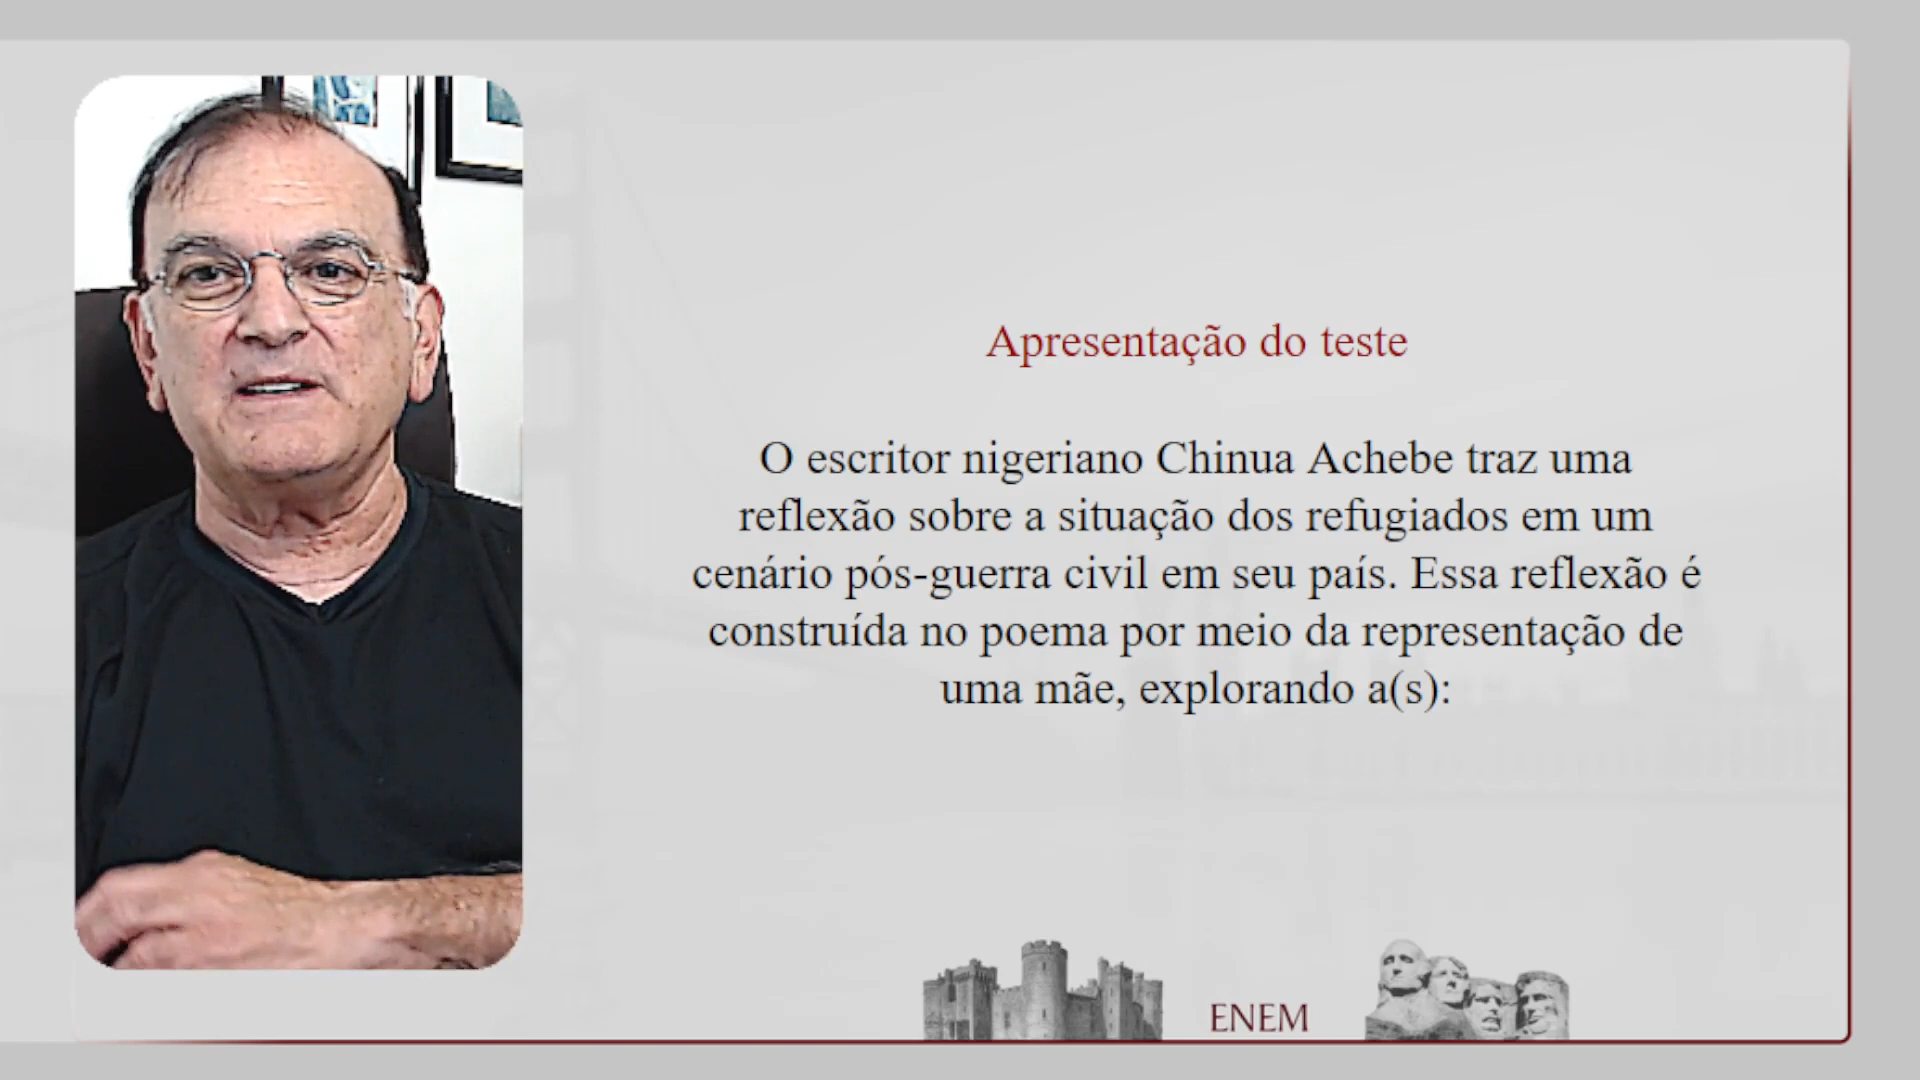 Apresentação do teste
O escritor nigeriano Chinua Achebe traz uma
reflexão sobre a situação dos refugiados em um
cenário pós-guerra civil em seu país. Essa reflexão é
construída no poema por meio da representação de
uma mãe, explorando a(s):
ENEM